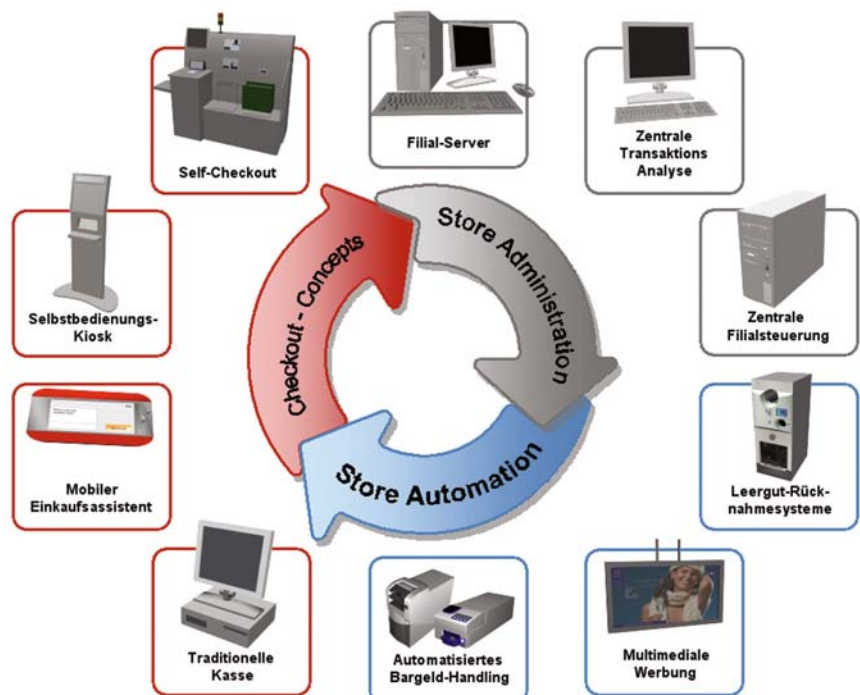 Self-Checkout
Filial-Server
Zentrale
Transaktions
Analyse
Selbstbedienungs-
Kiosk
Checkout - Concepts
Store Administration
Zentrale
Filialsteuerung
Mobiler
Einkaufsassistent
Store Automation
Leergut-Rück-
nahmesysteme
Traditionelle
Kasse
Automatisiertes
Bargeld-Handling
Multimediale
Werbung